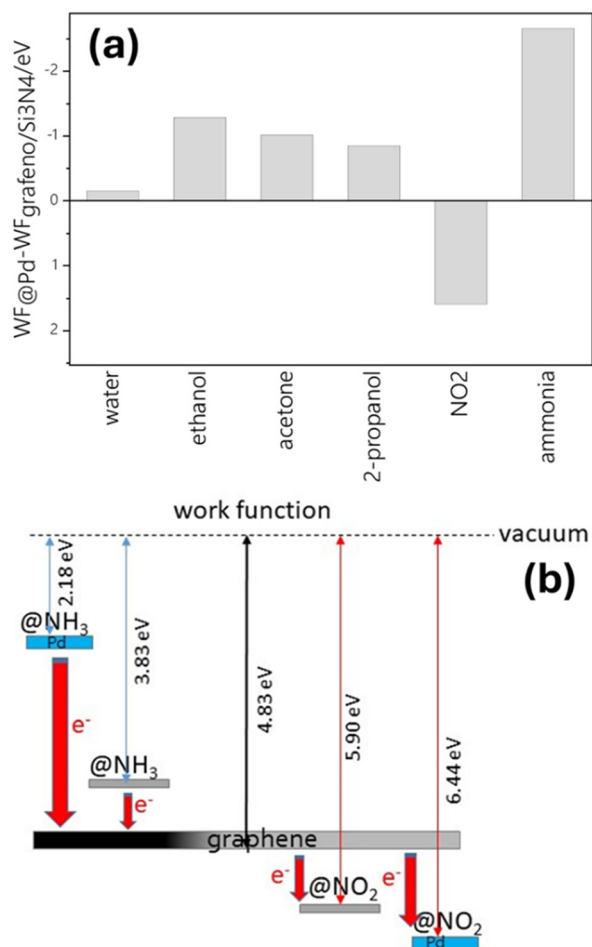 (a)
WF@Pd-WFgrafeno/Si3N4/eV
-2
-1
0
1
2
water
ethanol
acetone
2-propanol
NO2
ammonia
work function
vacuum
(b)
2.18 eV
3.83 eV
4.83 eV
5.90 eV
6.44 eV
@NH3
Pd
e-
@NH3
e-
graphene
e-
@NO2
e-
@NO2
Pd